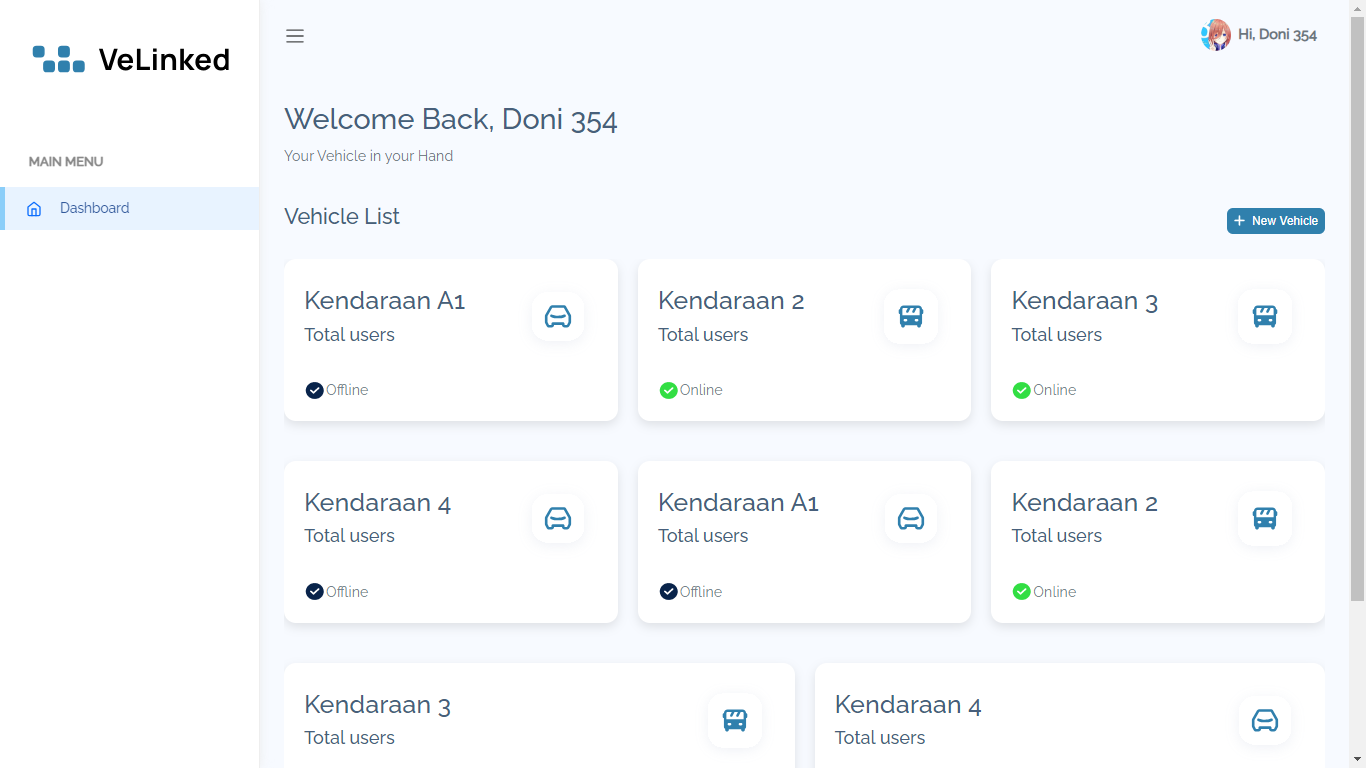 VeLinked
Hi, Doni 354
Welcome Back, Doni 354
Your Vehicle in your Hand
MAIN MENU
Dashboard
Vehicle List
New Vehicle
Kendaraan A1
Total users
Offline
Kendaraan 2
Total users
Online
Kendaraan 3
Total users
Online
Kendaraan 4
Total users
Offline
Kendaraan A1
Total users
Offline
Kendaraan 2
Total users
Online
Kendaraan 3
Total users
Kendaraan 4
Total users